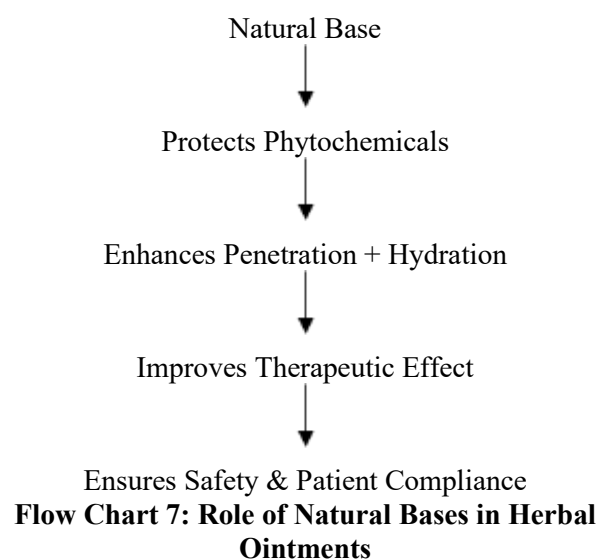 Natural Base
Protects Phytochemicals
Enhances Penetration + Hydration
Improves Therapeutic Effect
Ensures Safety & Patient Compliance
Flow Chart 7: Role of Natural Bases in Herbal
Ointments